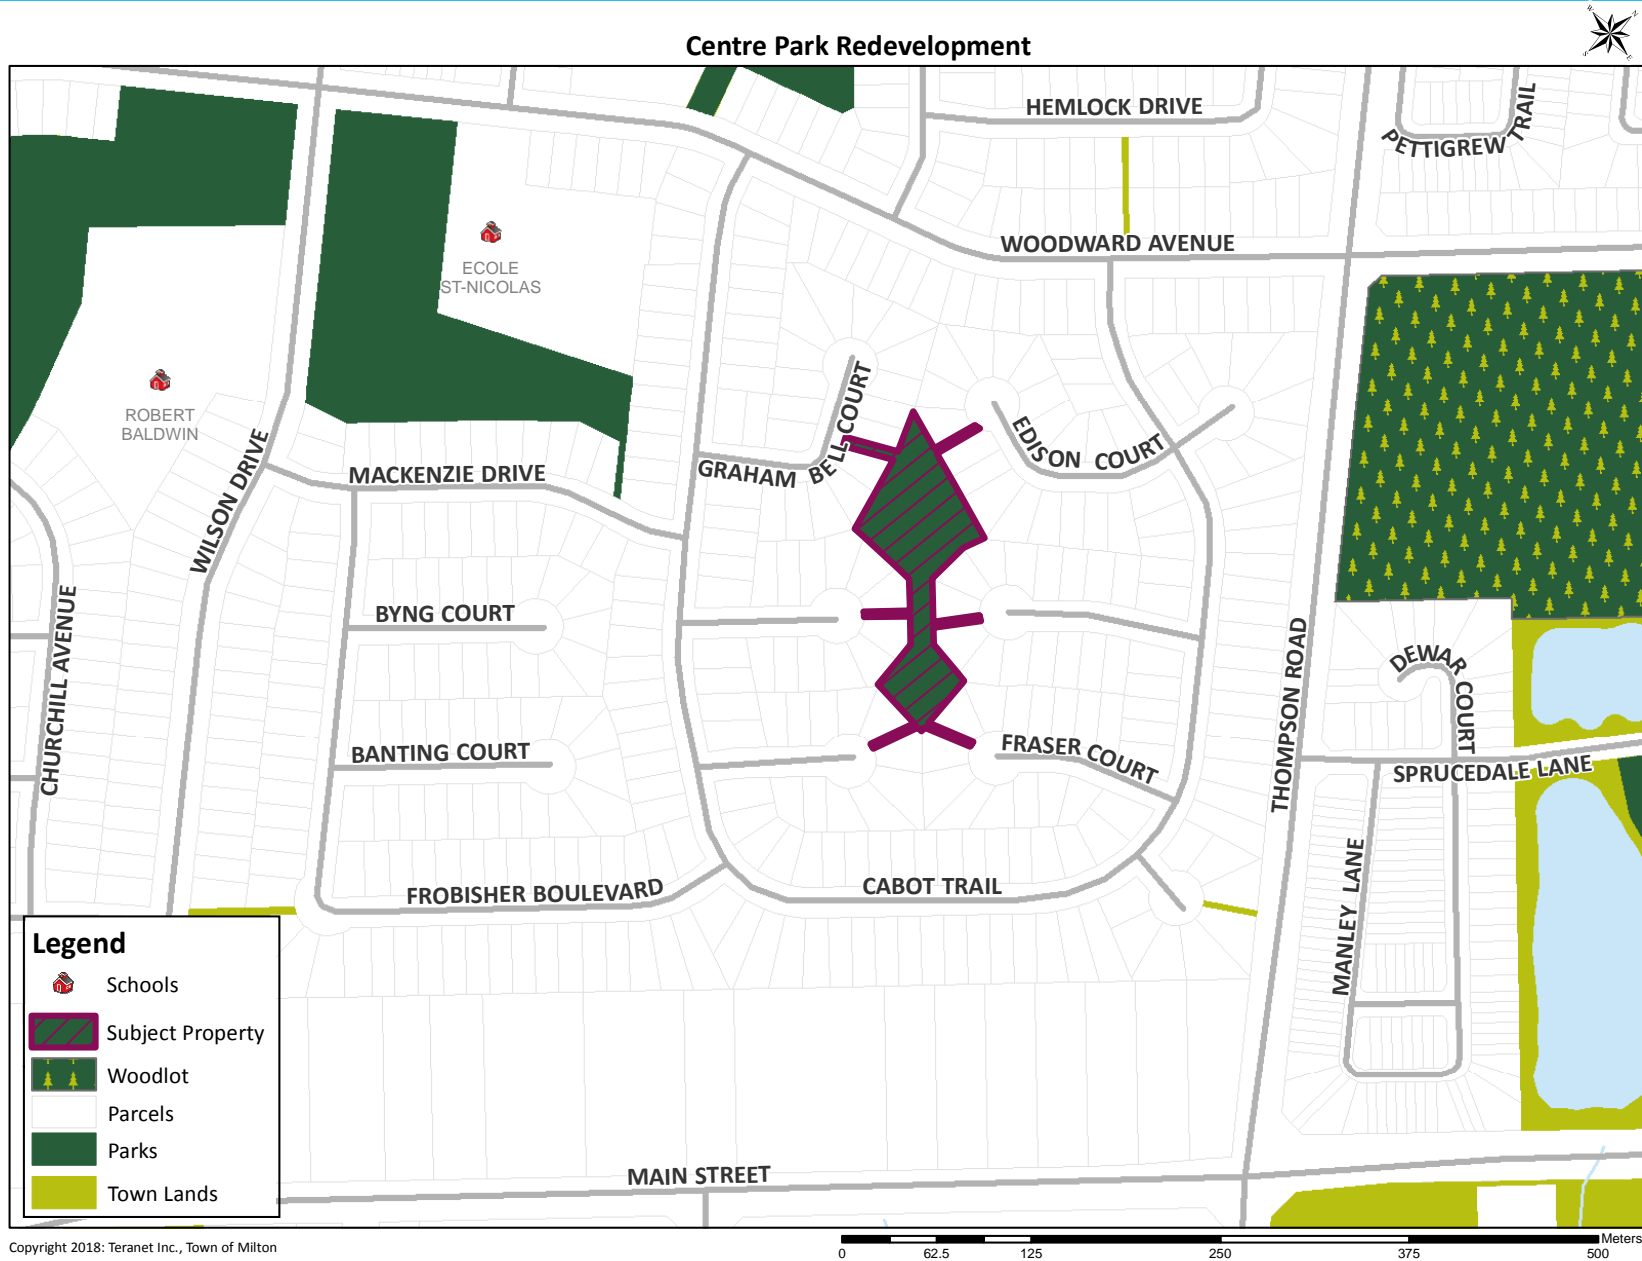 Centre Park Redevelopment
W
N
S
E
HEMLOCK DRIVE
PETTIGREW TRAIL
WOODWARD AVENUE
ECOLE
ST-NICOLAS
ROBERT
BALDWIN
WILSON DRIVE
MACKENZIE DRIVE
GRAHAM BELL COURT
EDISON COURT
CHURCHILL AVENUE
BYNG COURT
BANTING COURT
FRASER COURT
THOMPSON ROAD
DEWAR COURT
SPRUCEDALE LANE
MANLEY LANE
FROBISHER BOULEVARD
CABOT TRAIL
MAIN STREET
Legend
Schools
Subject Property
Woodlot
Parcels
Parks
Town Lands
Copyright 2018: Teranet Inc., Town of Milton
0 62.5 125 250 375 500
Meters